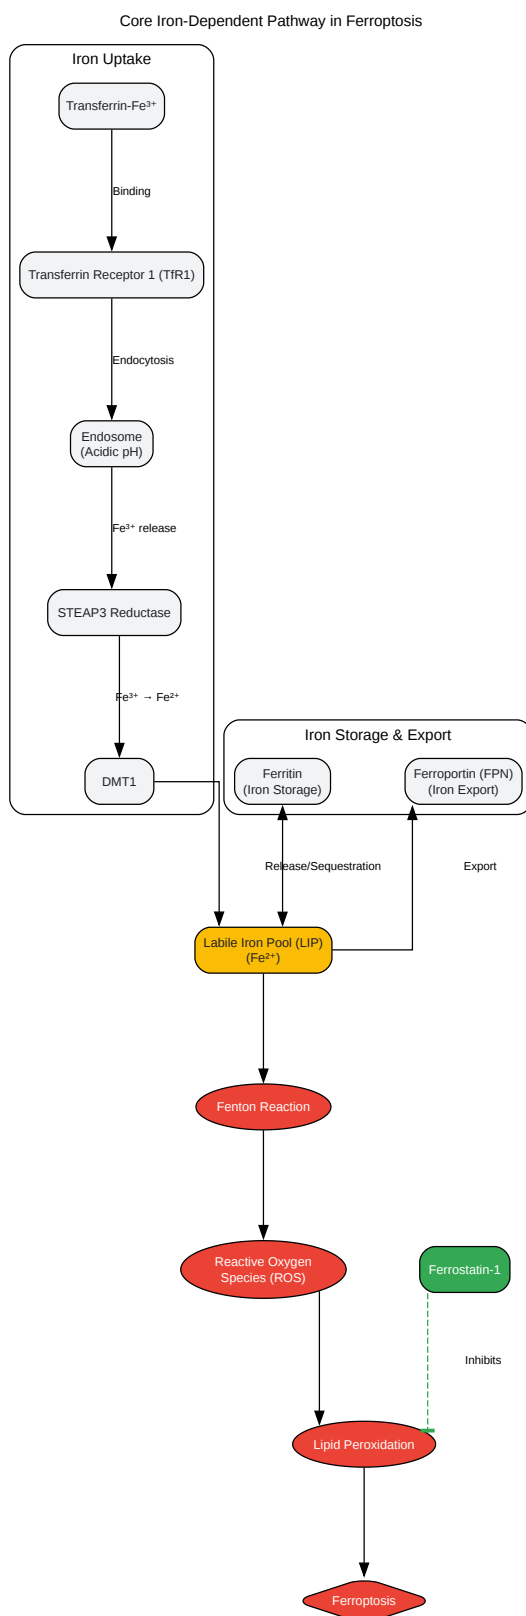 Core Iron-Dependent Pathway in Ferroptosis
Iron Uptake
Transferrin-Fe³⁺
Binding
Transferrin Receptor 1 (TfR1)
Endocytosis
Endosome
(Acidic pH)
Fe³⁺ release
STEAP3 Reductase
Fe³⁺ → Fe²⁺
DMT1
Iron Storage & Export
Ferritin
(Iron Storage)
Ferroportin (FPN)
(Iron Export)
Release/Sequestration
Export
Labile Iron Pool (LIP)
(Fe²⁺)
Fenton Reaction
Reactive Oxygen
Species (ROS)
Ferrostatin-1
Inhibits
Lipid Peroxidation
Ferroptosis